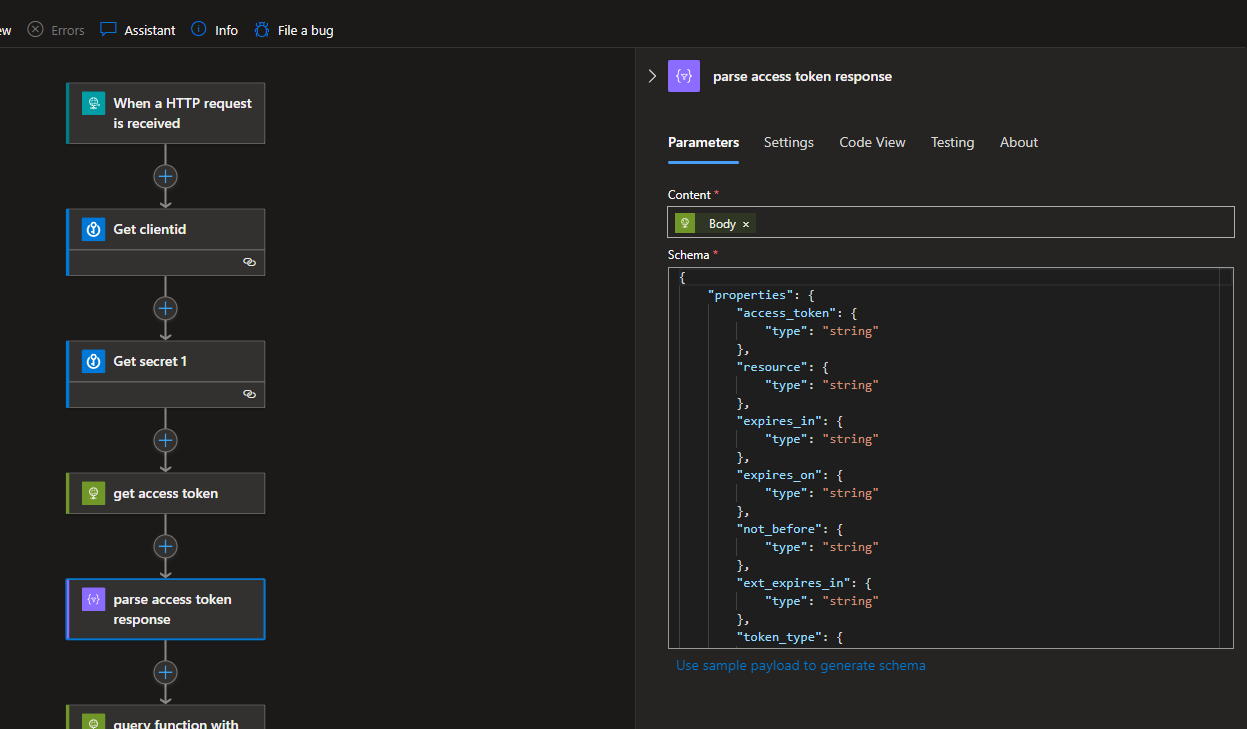 ew Errors Assistant Info File a bug
When a HTTP request
is received
Get clientid
Get secret 1
get access token
parse access token
response
query function with
parse access token response
Parameters Settings Code View Testing About
Content *
Body ×
Schema *
{
"properties": {
"access_token": {
"type": "string"
},
"resource": {
"type": "string"
},
"expires_in": {
"type": "string"
},
"expires_on": {
"type": "string"
},
"not_before": {
"type": "string"
},
"ext_expires_in": {
"type": "string"
},
"token_type": {
Use sample payload to generate schema